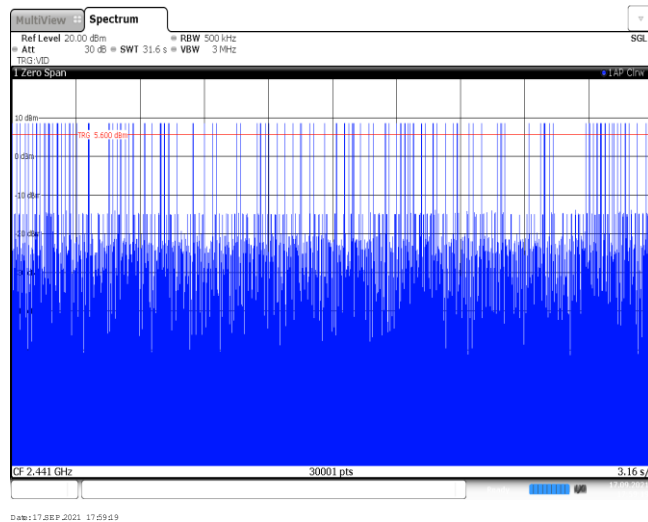 MultiView Spectrum
Ref Level 20.00 dBm RBW 500 kHz SGL
Att 30 dB SWT 31.6 s VBW 3 MHz
TRG:VID
1 Zero Span 1AP Clrw
10 dBm
TRG 5.600 dBm
0 dBm
-10 dBm
-20 dBm
CF 2.441 GHz 30001 pts 3.16 s/
Date:17.SEP.2021 17:59:19